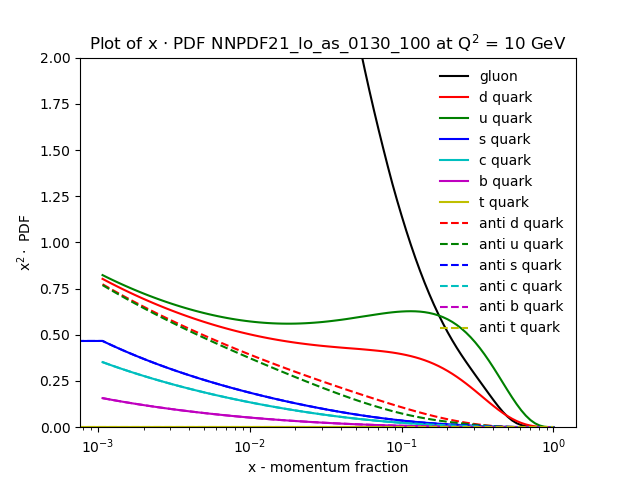 Plot of x · PDF NNPDF21_lo_as_0130_100 at Q² = 10 GeV
x² · PDF
2.00
1.75
1.50
1.25
1.00
0.75
0.50
0.25
0.00
gluon
d quark
u quark
s quark
c quark
b quark
t quark
anti d quark
anti u quark
anti s quark
anti c quark
anti b quark
anti t quark
10⁻³ 10⁻² 10⁻¹ 10⁰
x - momentum fraction